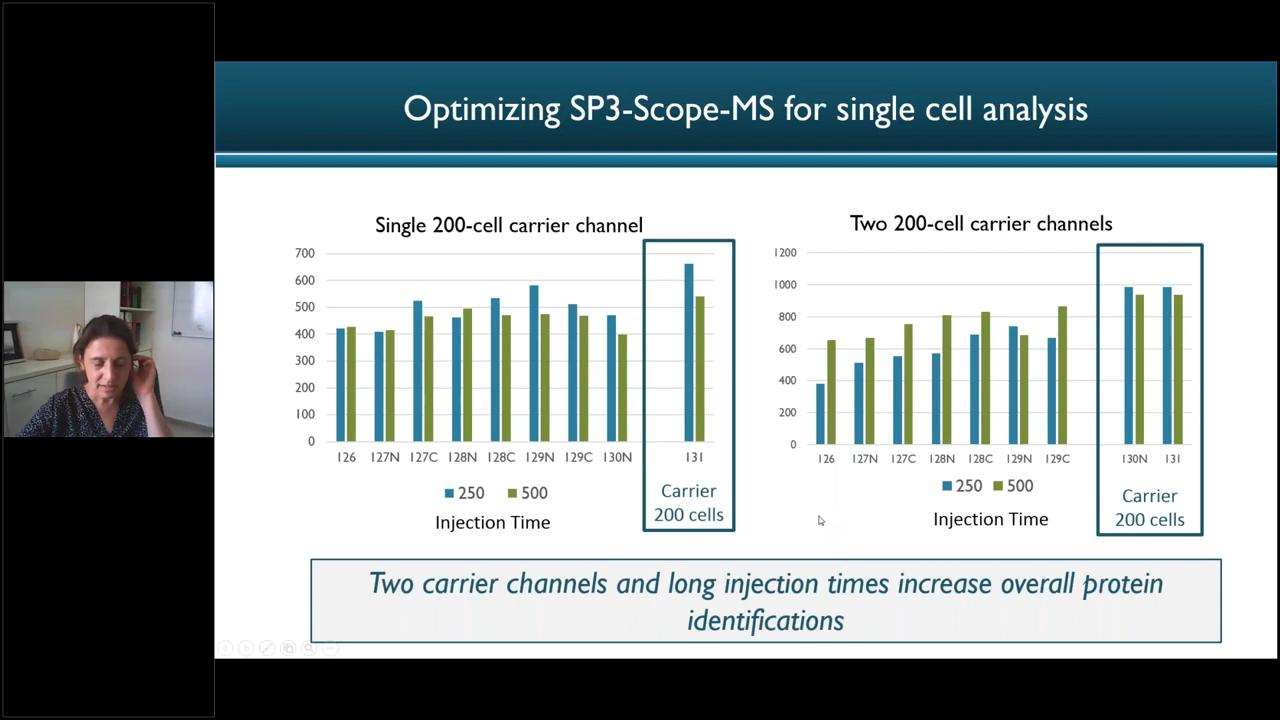 Optimizing SP3-Scope-MS for single cell analysis
Single 200-cell carrier channel
700
600
500
400
300
200
100
0
126 127N 127C 128N 128C 129N 129C 130N 131
250 500
Injection Time
Carrier
200 cells
Two 200-cell carrier channels
1200
1000
800
600
400
200
0
126 127N 127C 128N 128C 129N 129C 130N 131
250 500
Injection Time
Carrier
200 cells
Two carrier channels and long injection times increase overall protein
identifications